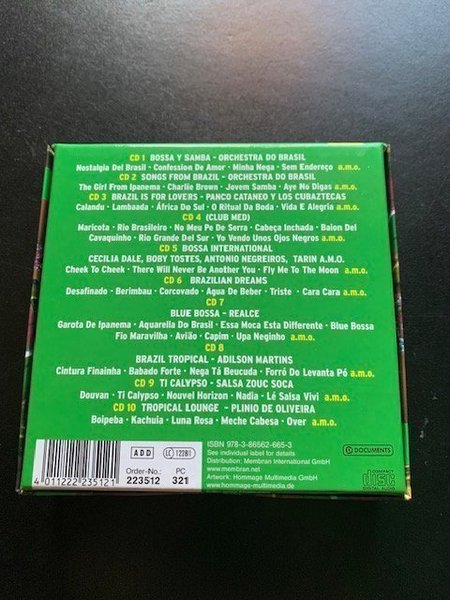 CD 1 BOSSA Y SAMBA - ORCHESTRA DO BRASIL
Nostalgia Del Brasil · Confession De Amor · Minha Nega · Sem Endereço a.m.o.
CD 2 SONGS FROM BRAZIL - ORCHESTRA DO BRASIL
The Girl From Ipanema · Charlie Brown · Jovem Samba · Aye No Digas a.m.o.
CD 3 BRAZIL IS FOR LOVERS - PANCO CATANEO Y LOS CUBAZTECAS
Calandu · Lambaada · África Do Sul · O Ritual Da Boda · Vida E Alegria a.m.o.
CD 4 (CLUB MED)
Maricota · Rio Brasileiro · No Meu Pe De Serra · Cabeça Inchada · Baion Del
Cavaquinho · Rio Grande Del Sur · Yo Vendo Unos Ojos Negros a.m.o.
CD 5 BOSSA INTERNATIONAL
CECILIA DALE, BOBY TOSTES, ANTONIO NEGREIROS, TARIN A.M.O.
Cheek To Cheek · There Will Never Be Another You · Fly Me To The Moon a.m.o.
CD 6 BRAZILIAN DREAMS
Desafinado · Berimbau · Corcovado · Aqua De Beber · Triste · Cara Cara a.m.o.
CD 7
BLUE BOSSA - REALCE
Garota De Ipanema · Aquarella Do Brasil · Essa Moca Esta Differente · Blue Bossa
Fio Maravilha · Avião · Capim · Upa Neginho a.m.o.
CD 8
BRAZIL TROPICAL - ADILSON MARTINS
Cintura Finainha · Babado Forte · Nega Tá Beucuda · Forró Do Levanta Pó a.m.o.
CD 9 TI CALYPSO - SALSA ZOUC SOCA
Douvan · Ti Calypso · Nouvel Horizon · Nadia · Lé Salsa Vivi a.m.o.
CD 10 TROPICAL LOUNGE - PLINIO DE OLIVEIRA
Boipeba · Kachuia · Luna Rosa · Meche Cabesa · Over a.m.o.
4 011222 235121
ADD
LC 12281
Order-No.: PC
223512 321
ISBN 978-3-86562-665-3
See individual label for details
Distribution: Membran International GmbH
www.membran.net
Artwork: Hommage Multimedia GmbH
www.hommage-multimedia.de
DOCUMENTS
COMPACT
disc
DIGITAL AUDIO